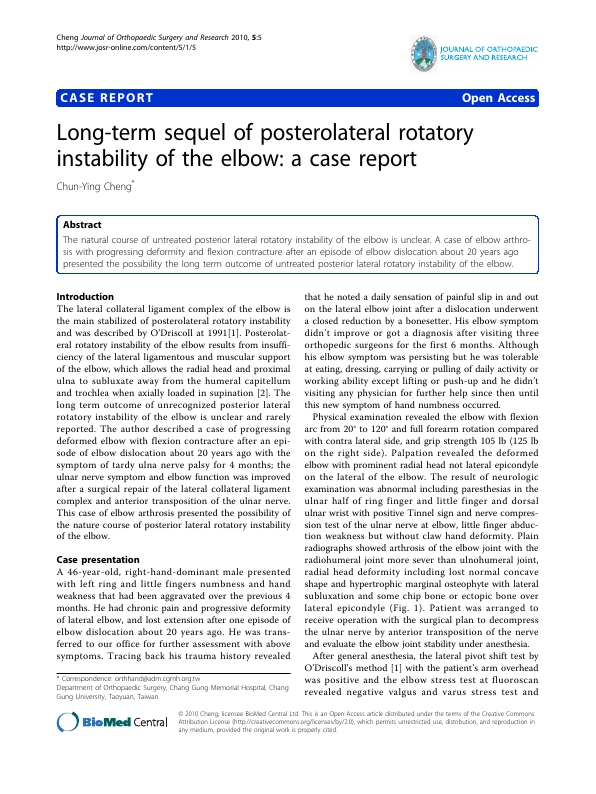 Cheng Journal of Orthopaedic Surgery and Research 2010, 5:5
http://www.josr-online.com/content/5/1/5
JOURNAL OF ORTHOPAEDIC
SURGERY AND RESEARCH
CASE REPORT
Open Access
Long-term sequel of posterolateral rotatory
instability of the elbow: a case report
Chun-Ying Cheng*
Abstract
The natural course of untreated posterior lateral rotatory instability of the elbow is unclear. A case of elbow arthro-
sis with progressing deformity and flexion contracture after an episode of elbow dislocation about 20 years ago
presented the possibility the long term outcome of untreated posterior lateral rotatory instability of the elbow.
Introduction
The lateral collateral ligament complex of the elbow is
the main stabilized of posterolateral rotatory instability
and was described by O'Driscoll at 1991[1]. Posterolat-
eral rotatory instability of the elbow results from insuffi-
ciency of the lateral ligamentous and muscular support
of the elbow, which allows the radial head and proximal
ulna to subluxate away from the humeral capitellum
and trochlea when axially loaded in supination [2]. The
long term outcome of unrecognized posterior lateral
rotatory instability of the elbow is unclear and rarely
reported. The author described a case of progressing
deformed elbow with flexion contracture after an epi-
sode of elbow dislocation about 20 years ago with the
symptom of tardy ulna nerve palsy for 4 months; the
ulnar nerve symptom and elbow function was improved
after a surgical repair of the lateral collateral ligament
complex and anterior transposition of the ulnar nerve.
This case of elbow arthrosis presented the possibility of
the nature course of posterior lateral rotatory instability
of the elbow.
Case presentation
A 46-year-old, right-hand-dominant male presented
with left ring and little fingers numbness and hand
weakness that had been aggravated over the previous 4
months. He had chronic pain and progressive deformity
of lateral elbow, and lost extension after one episode of
elbow dislocation about 20 years ago. He was trans-
ferred to our office for further assessment with above
symptoms. Tracing back his trauma history revealed
that he noted a daily sensation of painful slip in and out
on the lateral elbow joint after a dislocation underwent
a closed reduction by a bonesetter. His elbow symptom
didn't improve or got a diagnosis after visiting three
orthopedic surgeons for the first 6 months. Although
his elbow symptom was persisting but he was tolerable
at eating, dressing, carrying or pulling of daily activity or
working ability except lifting or push-up and he didn't
visiting any physician for further help since then until
this new symptom of hand numbness occurred.
Physical examination revealed the elbow with flexion
arc from 20° to 120° and full forearm rotation compared
with contra lateral side, and grip strength 105 lb (125 lb
on the right side). Palpation revealed the deformed
elbow with prominent radial head not lateral epicondyle
on the lateral of the elbow. The result of neurologic
examination was abnormal including paresthesias in the
ulnar half of ring finger and little finger and dorsal
ulnar wrist with positive Tinnel sign and nerve compres-
sion test of the ulnar nerve at elbow, little finger abduc-
tion weakness but without claw hand deformity. Plain
radiographs showed arthrosis of the elbow joint with the
radiohumeral joint more sever than ulnohumeral joint,
radial head deformity including lost normal concave
shape and hypertrophic marginal osteophyte with lateral
subluxation and some chip bone or ectopic bone over
lateral epicondyle (Fig. 1). Patient was arranged to
receive operation with the surgical plan to decompress
the ulnar nerve by anterior transposition of the nerve
and evaluate the elbow joint stability under anesthesia.
After general anesthesia, the lateral pivot shift test by
O'Driscoll's method [1] with the patient's arm overhead
was positive and the elbow stress test at fluoroscan
revealed negative valgus and varus stress test and
* Correspondence: orthhand@adm.cgmh.org.tw
Department of Orthopaedic Surgery, Chang Gung Memorial Hospital, Chang
Gung University, Taoyuan, Taiwan
BioMed Central
© 2010 Cheng; licensee BioMed Central Ltd. This is an Open Access article distributed under the terms of the Creative Commons
Attribution License (http://creativecommons.org/licenses/by/2.0), which permits unrestricted use, distribution, and reproduction in
any medium, provided the original work is properly cited.